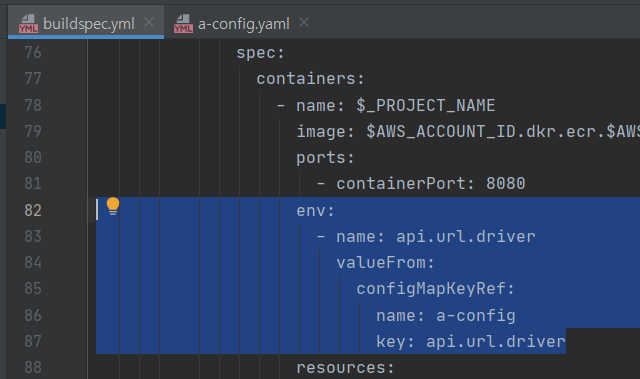 buildspec.yml
a-config.yaml
76 spec:
77 containers:
78 - name: $_PROJECT_NAME
79 image: $AWS_ACCOUNT_ID.dkr.ecr.$AWS
80 ports:
81 - containerPort: 8080
82 env:
83 - name: api.url.driver
84 valueFrom:
85 configMapKeyRef:
86 name: a-config
87 key: api.url.driver
88 resources: